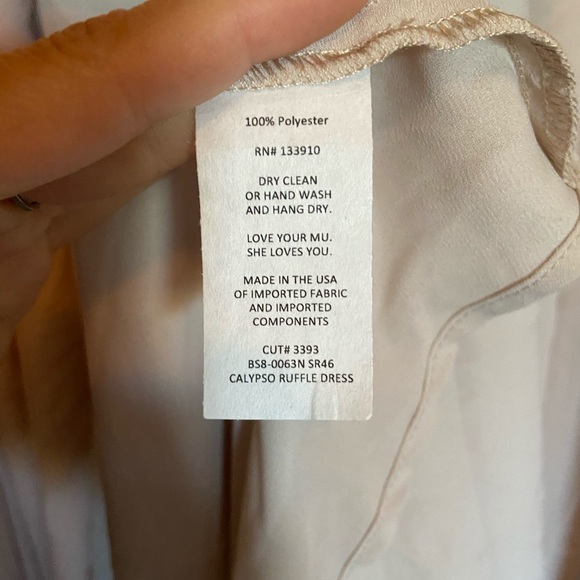 100% Polyester
RN# 133910
DRY CLEAN
OR HAND WASH
AND HANG DRY.
LOVE YOUR MU.
SHE LOVES YOU.
MADE IN THE USA
OF IMPORTED FABRIC
AND IMPORTED
COMPONENTS
CUT# 3393
BS8-0063N SR46
CALYPSO RUFFLE DRESS